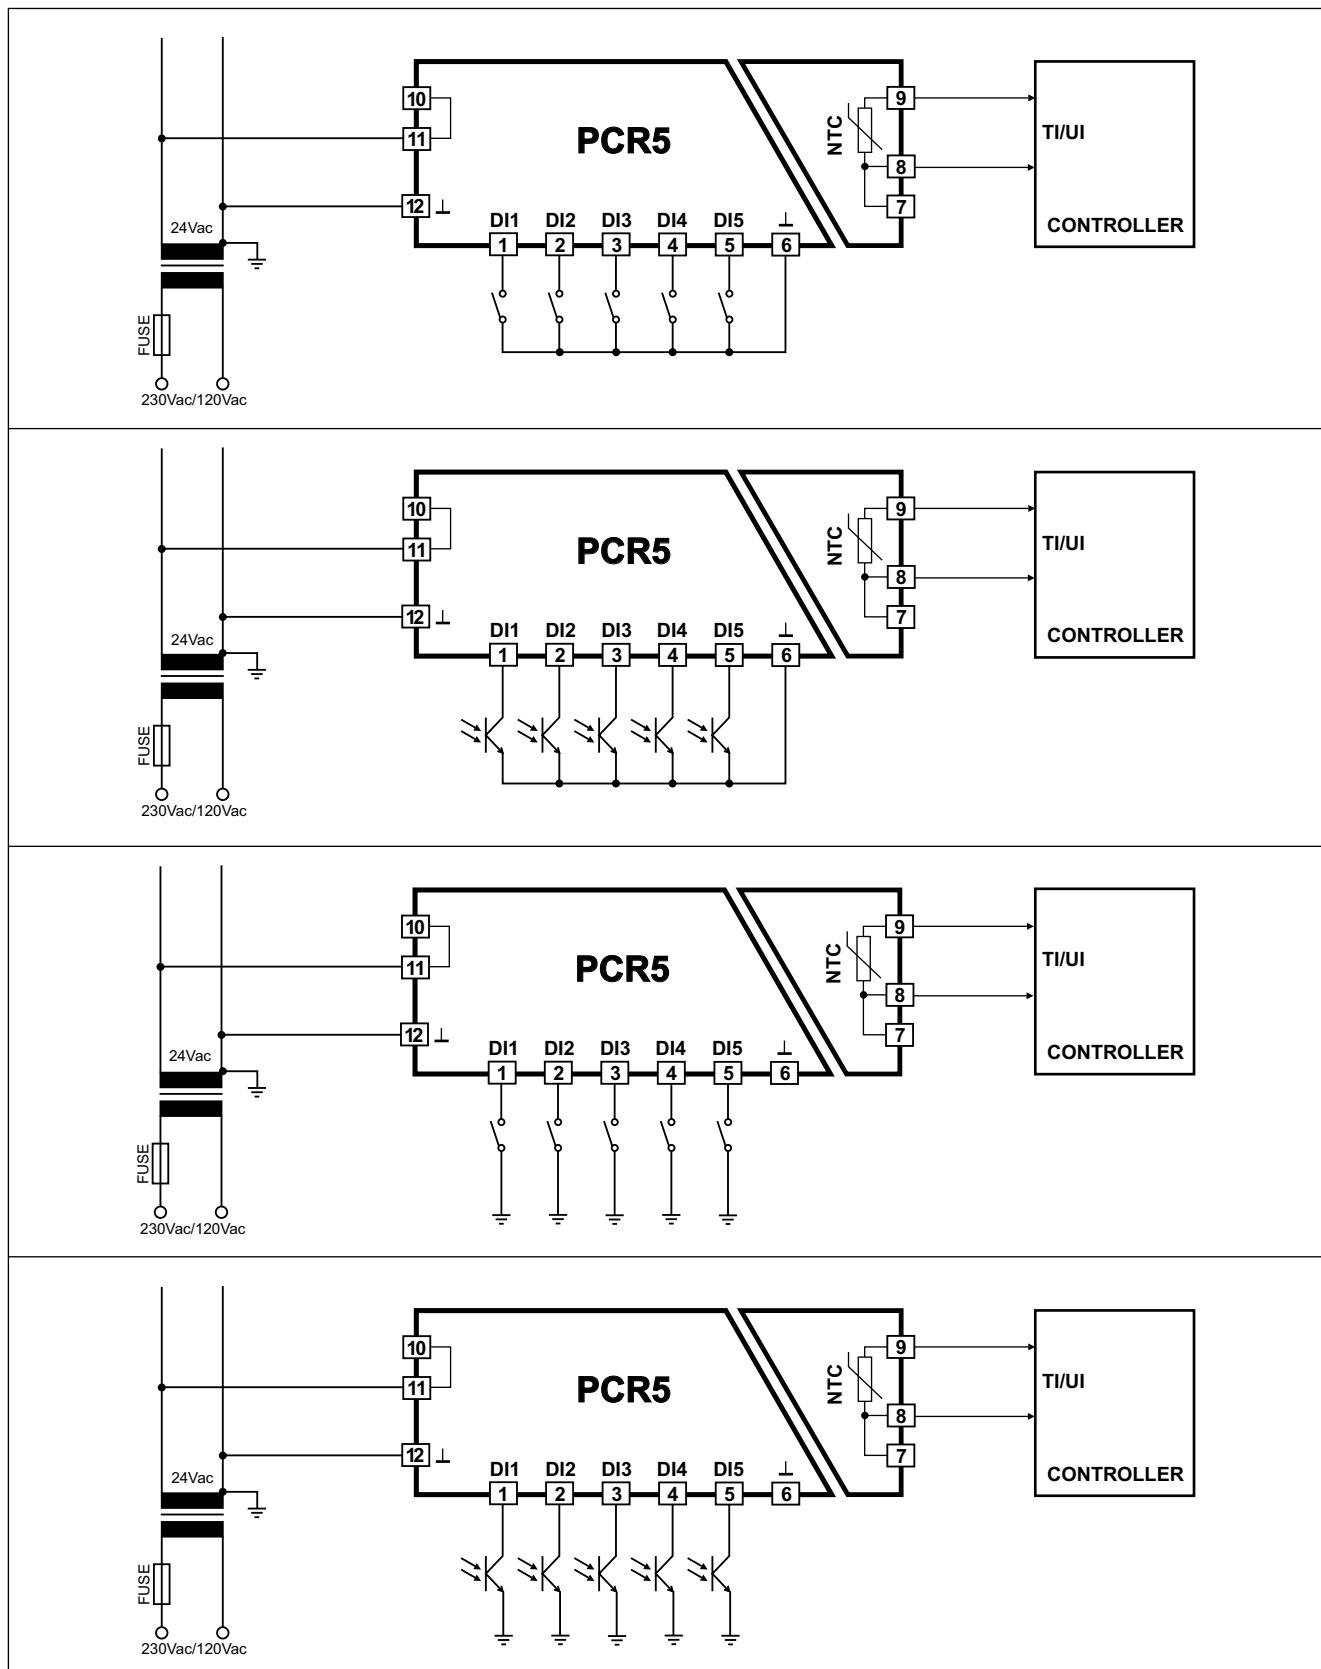 10
9
NTC
TI/UI
11
PCR5
8
12 ⊥
7
24Vac
DI1 DI2 DI3 DI4 DI5 ⊥
CONTROLLER
1 2 3 4 5 6
FUSE
230Vac/120Vac
10
9
NTC
TI/UI
11
PCR5
8
12 ⊥
7
24Vac
DI1 DI2 DI3 DI4 DI5 ⊥
CONTROLLER
1 2 3 4 5 6
FUSE
230Vac/120Vac
10
9
NTC
TI/UI
11
PCR5
8
12 ⊥
7
24Vac
DI1 DI2 DI3 DI4 DI5 ⊥
CONTROLLER
1 2 3 4 5 6
FUSE
230Vac/120Vac
10
9
NTC
TI/UI
11
PCR5
8
12 ⊥
7
24Vac
DI1 DI2 DI3 DI4 DI5 ⊥
CONTROLLER
1 2 3 4 5 6
FUSE
230Vac/120Vac